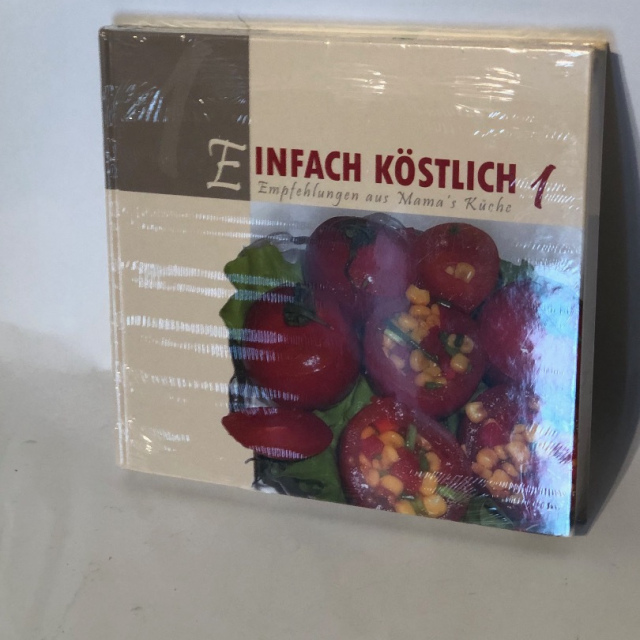 EINFACH KÖSTLICH 1
Empfehlungen aus Mama's Küche